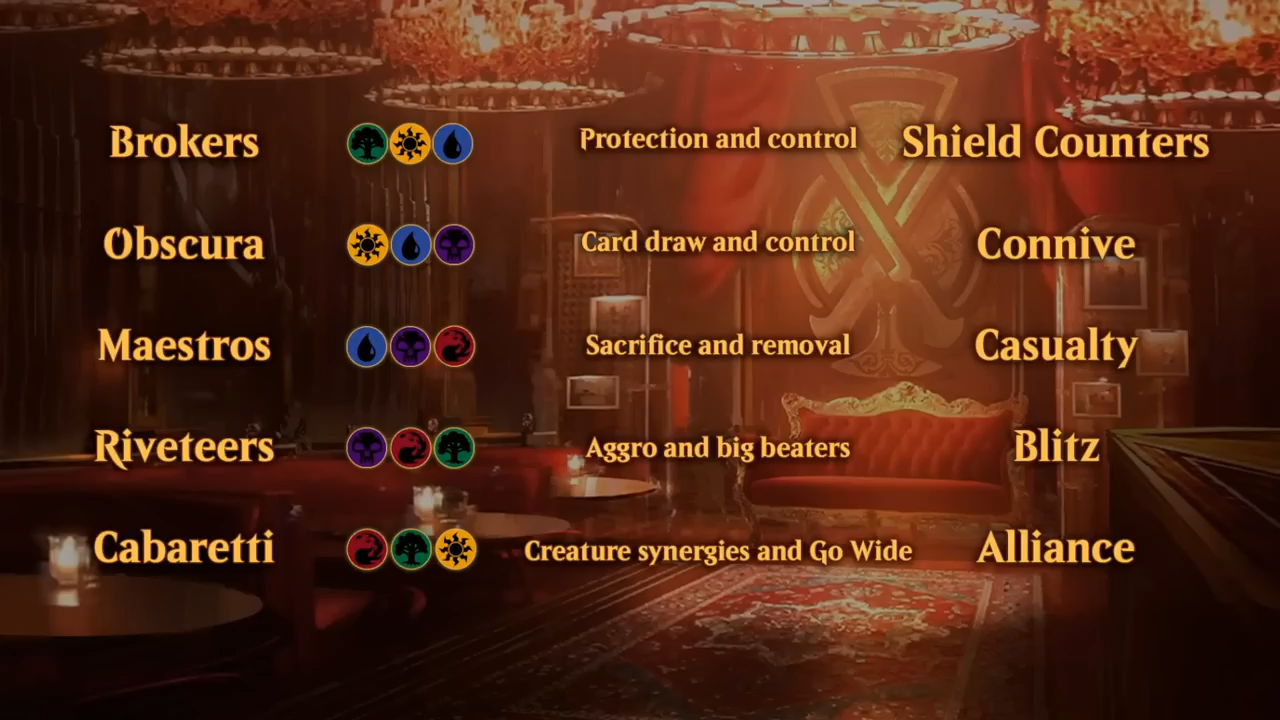 Brokers Protection and control Shield Counters
Obscura Card draw and control Connive
Maestros Sacrifice and removal Casualty
Riveteers Aggro and big beaters Blitz
Cabaretti Creature synergies and Go Wide Alliance